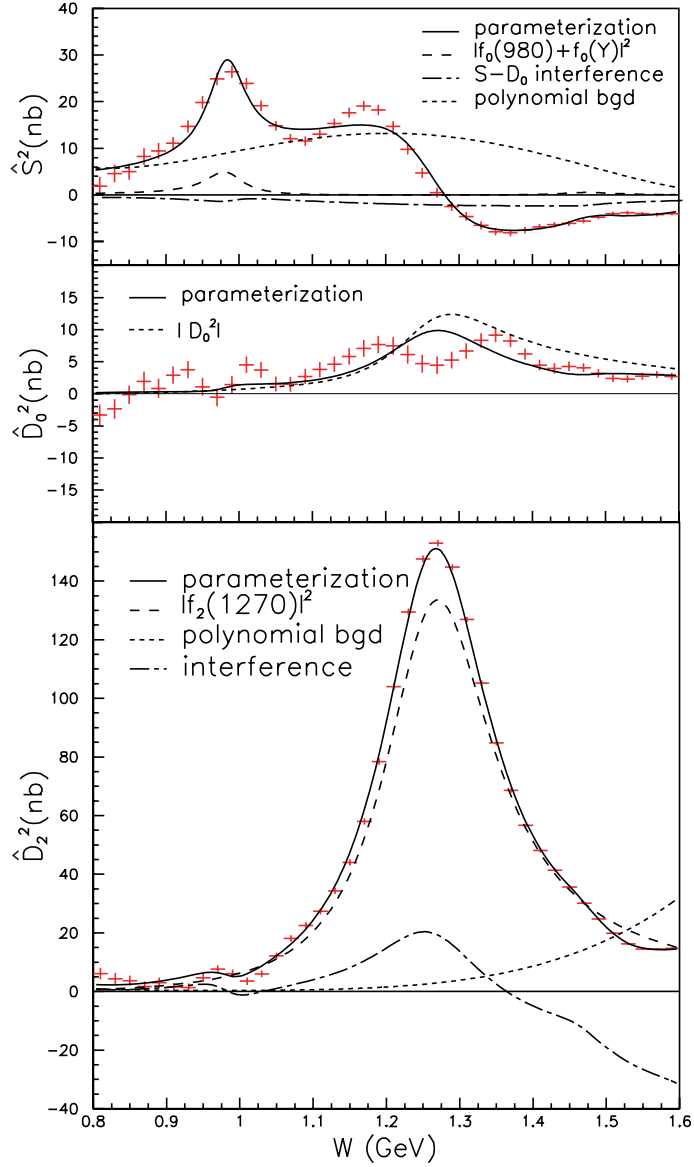 40
30
20
10
0
-10
Ŝ²(nb)
parameterization
|f₀(980)+f₀(Y)|²
S-D₀ interference
polynomial bgd
15
10
5
0
-5
-10
-15
D̂₀²(nb)
parameterization
|D₀²|
140
120
100
80
60
40
20
0
-20
-40
D̂₂²(nb)
parameterization
|f₂(1270)|²
polynomial bgd
interference
0.8 0.9 1 1.1 1.2 1.3 1.4 1.5 1.6
W (GeV)